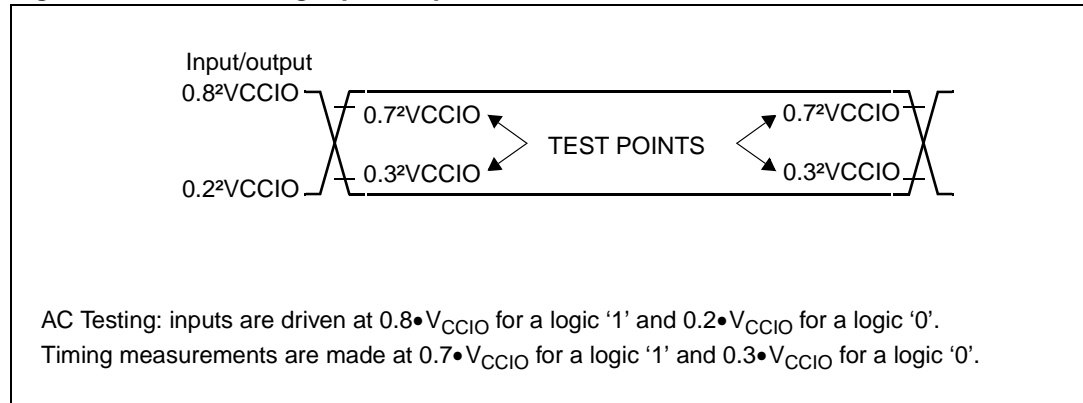 Input/output
0.8²VCCIO
0.7²VCCIO
0.7²VCCIO
TEST POINTS
0.3²VCCIO
0.3²VCCIO
0.2²VCCIO
AC Testing: inputs are driven at 0.8•VCCIO for a logic ‘1’ and 0.2•VCCIO for a logic ‘0’.
Timing measurements are made at 0.7•VCCIO for a logic ‘1’ and 0.3•VCCIO for a logic ‘0’.